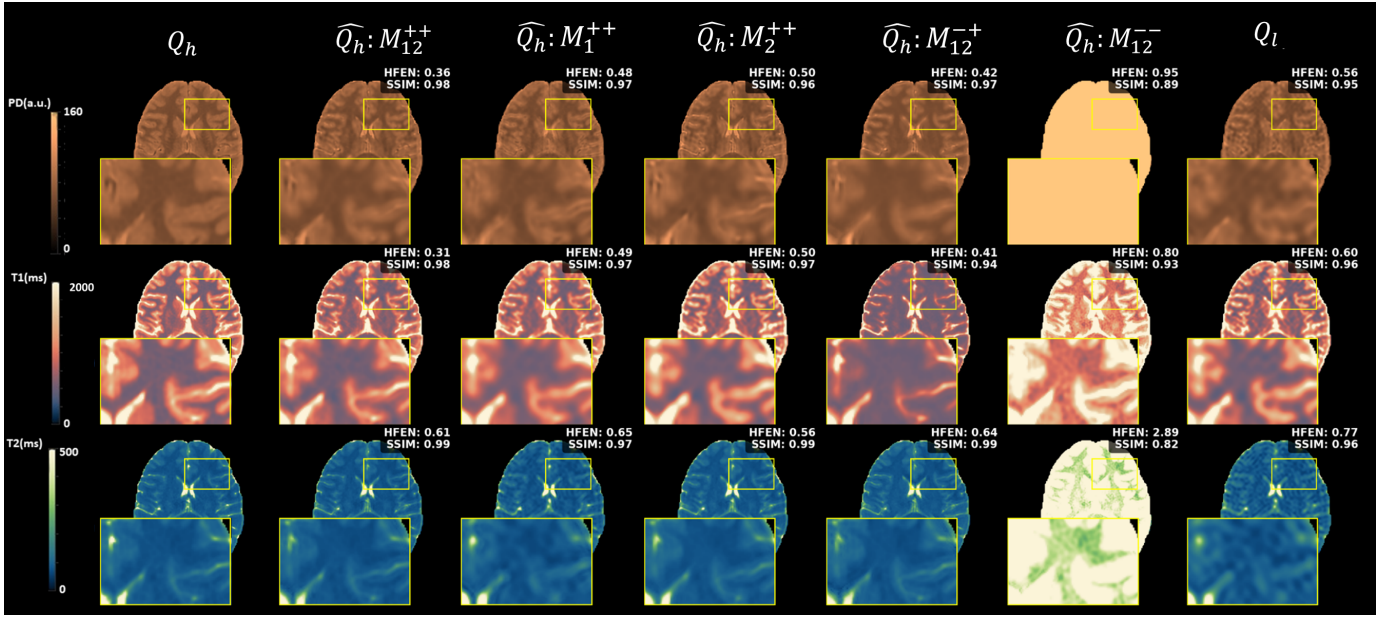 Q_h
\widehat{Q_h}: M_{12}^{++}
\widehat{Q_h}: M_1^{++}
\widehat{Q_h}: M_2^{++}
\widehat{Q_h}: M_{12}^{-+}
\widehat{Q_h}: M_{12}^{--}
Q_l
PD(a.u.)
160
0
HFEN: 0.36
SSIM: 0.98
HFEN: 0.48
SSIM: 0.97
HFEN: 0.50
SSIM: 0.96
HFEN: 0.42
SSIM: 0.97
HFEN: 0.95
SSIM: 0.89
HFEN: 0.56
SSIM: 0.95
T1(ms)
2000
0
HFEN: 0.31
SSIM: 0.98
HFEN: 0.49
SSIM: 0.97
HFEN: 0.50
SSIM: 0.97
HFEN: 0.41
SSIM: 0.94
HFEN: 0.80
SSIM: 0.93
HFEN: 0.60
SSIM: 0.96
T2(ms)
500
0
HFEN: 0.61
SSIM: 0.99
HFEN: 0.65
SSIM: 0.97
HFEN: 0.56
SSIM: 0.99
HFEN: 0.64
SSIM: 0.99
HFEN: 2.89
SSIM: 0.82
HFEN: 0.77
SSIM: 0.96